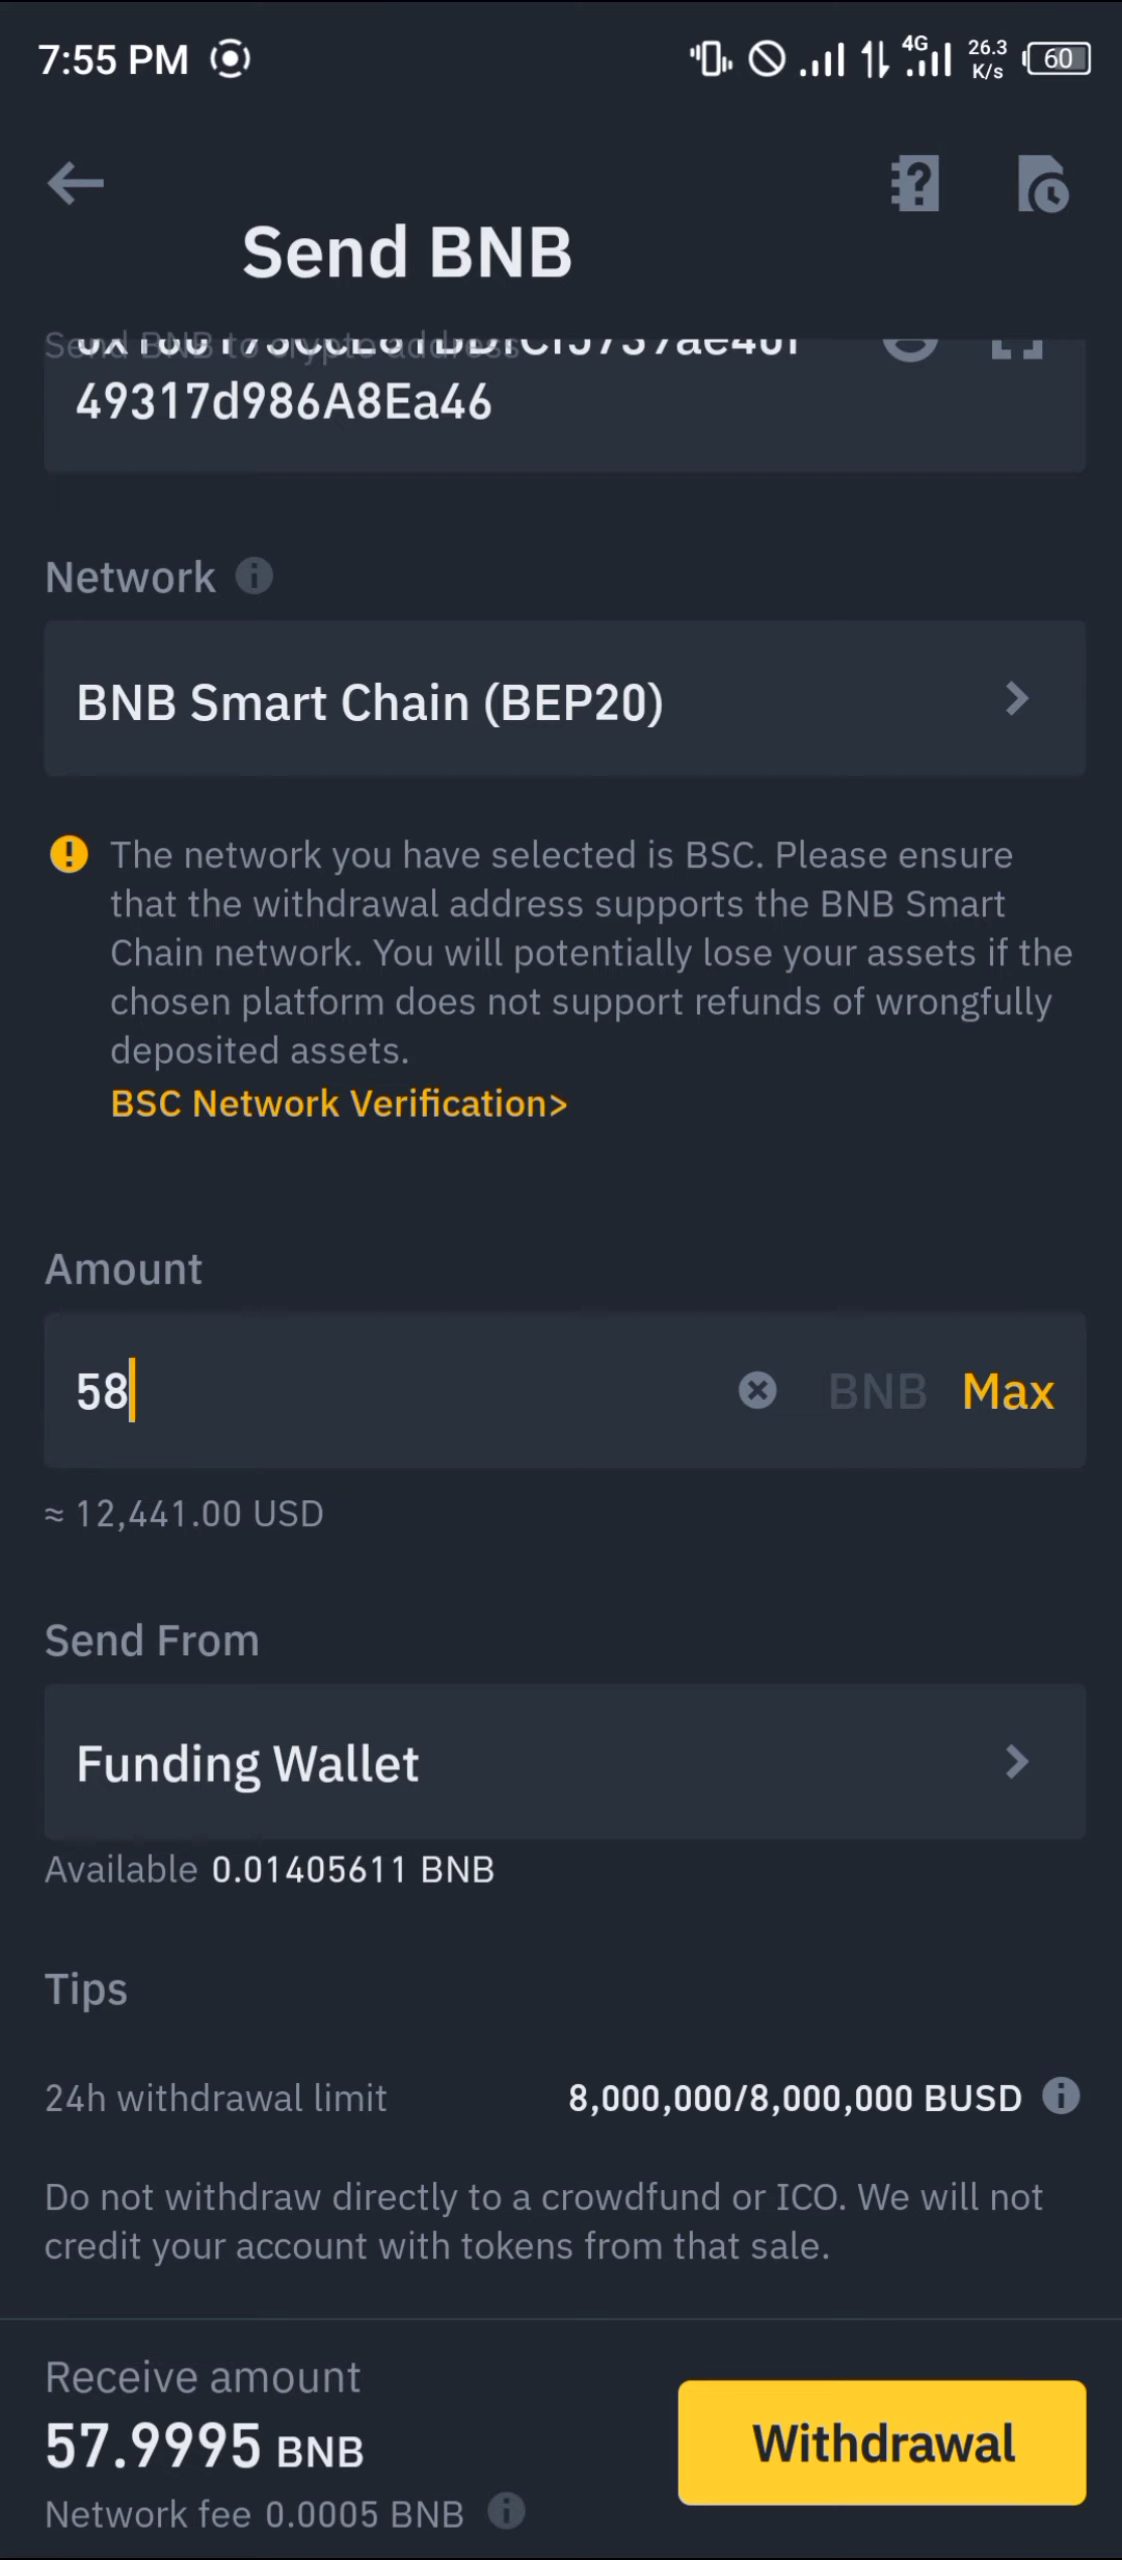 7:55 PM
4G 26.3 K/s 60
Send BNB
Send BNB to crypto address
49317d986A8Ea46
Network
BNB Smart Chain (BEP20)
The network you have selected is BSC. Please ensure
that the withdrawal address supports the BNB Smart
Chain network. You will potentially lose your assets if the
chosen platform does not support refunds of wrongfully
deposited assets.
BSC Network Verification>
Amount
58 BNB Max
≈ 12,441.00 USD
Send From
Funding Wallet
Available 0.01405611 BNB
Tips
24h withdrawal limit 8,000,000/8,000,000 BUSD
Do not withdraw directly to a crowdfund or ICO. We will not
credit your account with tokens from that sale.
Receive amount
57.9995 BNB
Withdrawal
Network fee 0.0005 BNB